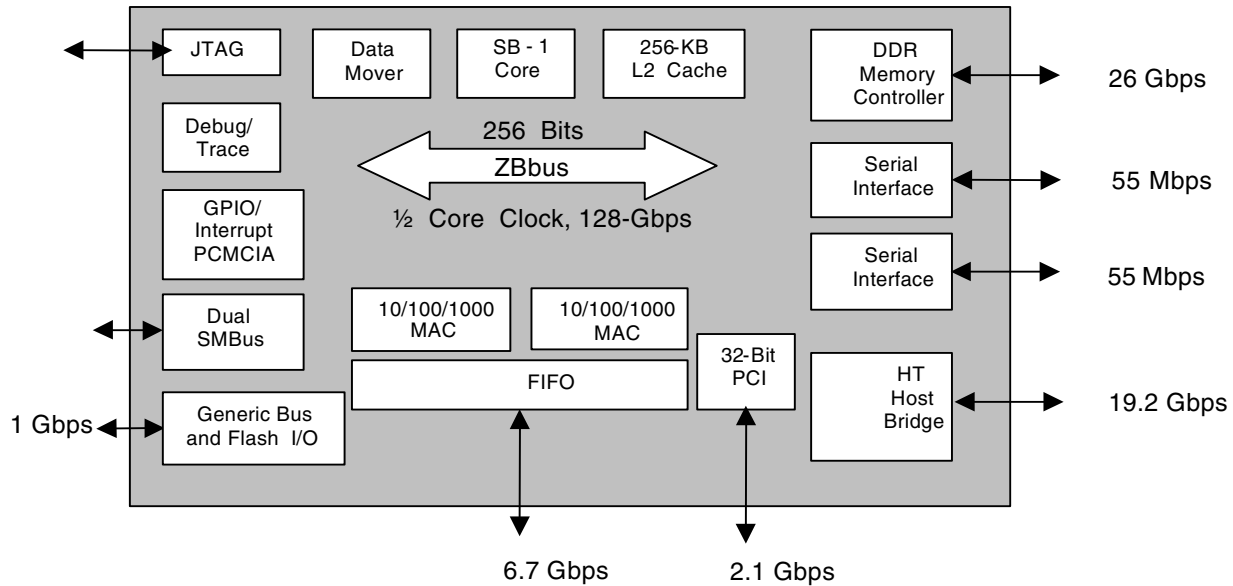 JTAG
Data
Mover
SB - 1
Core
256-KB
L2 Cache
DDR
Memory
Controller
26 Gbps
Debug/
Trace
256 Bits
ZBbus
½ Core Clock, 128-Gbps
Serial
Interface
55 Mbps
GPIO/
Interrupt
PCMCIA
Serial
Interface
55 Mbps
Dual
SMBus
10/100/1000
MAC
10/100/1000
MAC
32-Bit
PCI
FIFO
HT
Host
Bridge
19.2 Gbps
1 Gbps
Generic Bus
and Flash I/O
6.7 Gbps
2.1 Gbps